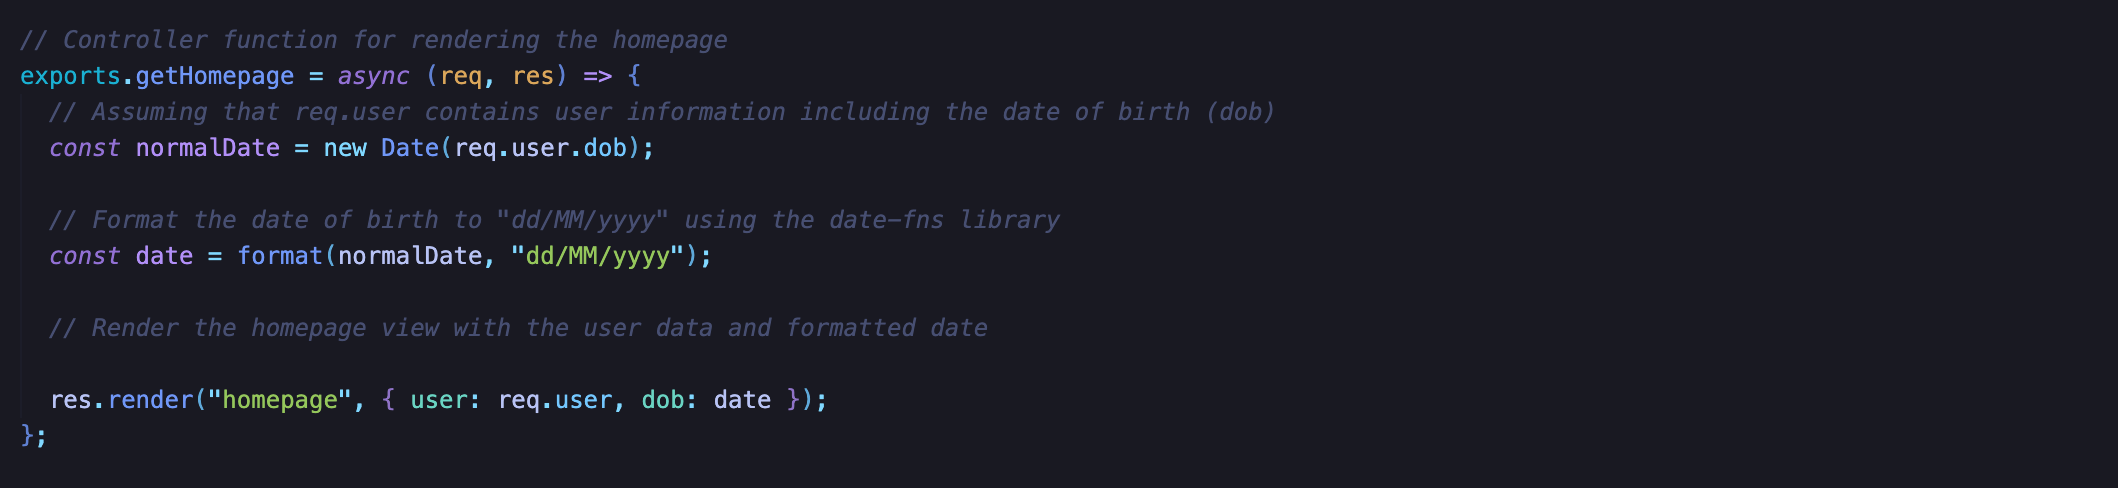 // Controller function for rendering the homepage
exports.getHomepage = async (req, res) => {
// Assuming that req.user contains user information including the date of birth (dob)
const normalDate = new Date(req.user.dob);
// Format the date of birth to "dd/MM/yyyy" using the date-fns library
const date = format(normalDate, "dd/MM/yyyy");
// Render the homepage view with the user data and formatted date
res.render("homepage", { user: req.user, dob: date });
};